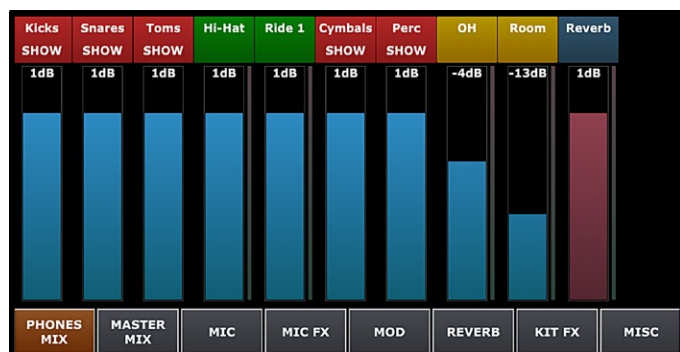 Kicks Snares Toms Hi-Hat Ride 1 Cymbals Perc OH Room Reverb
SHOW SHOW SHOW SHOW SHOW
1dB 1dB 1dB 1dB 1dB 1dB 1dB -4dB -13dB 1dB
PHONES MIX
MASTER MIX
MIC
MIC FX
MOD
REVERB
KIT FX
MISC